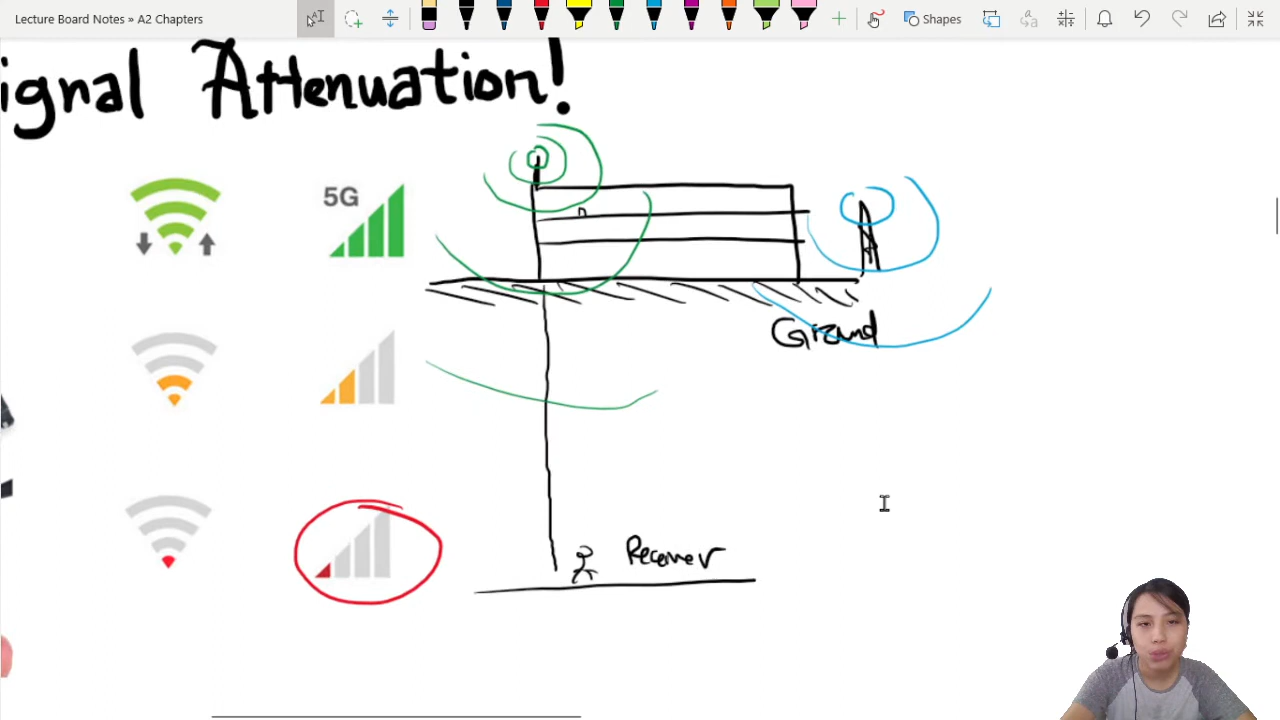 Lecture Board Notes » A2 Chapters
Shapes
ignal Attenuation!
5G
Ground
Receiver